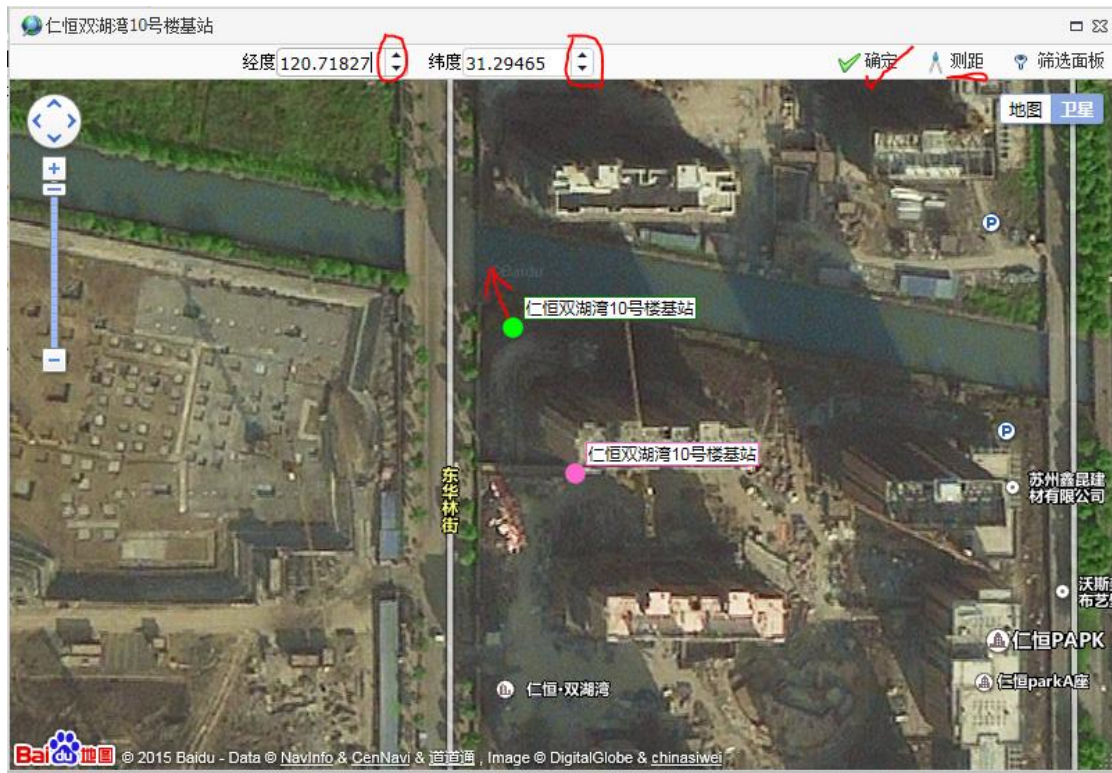 仁恒双湖湾10号楼基站
经度 120.71827 纬度 31.29465 确定 测距 筛选面板
地图 卫星
P
Baidu
仁恒双湖湾10号楼基站
P
仁恒双湖湾10号楼基站
东华林街
苏州鑫昆建
材有限公司
沃斯
布艺
仁恒PAPK
仁恒parkA座
仁恒·双湖湾
Bai du 地图 © 2015 Baidu - Data © NavInfo & CenNavi & 道道通 , Image © DigitalGlobe & chinasiwei